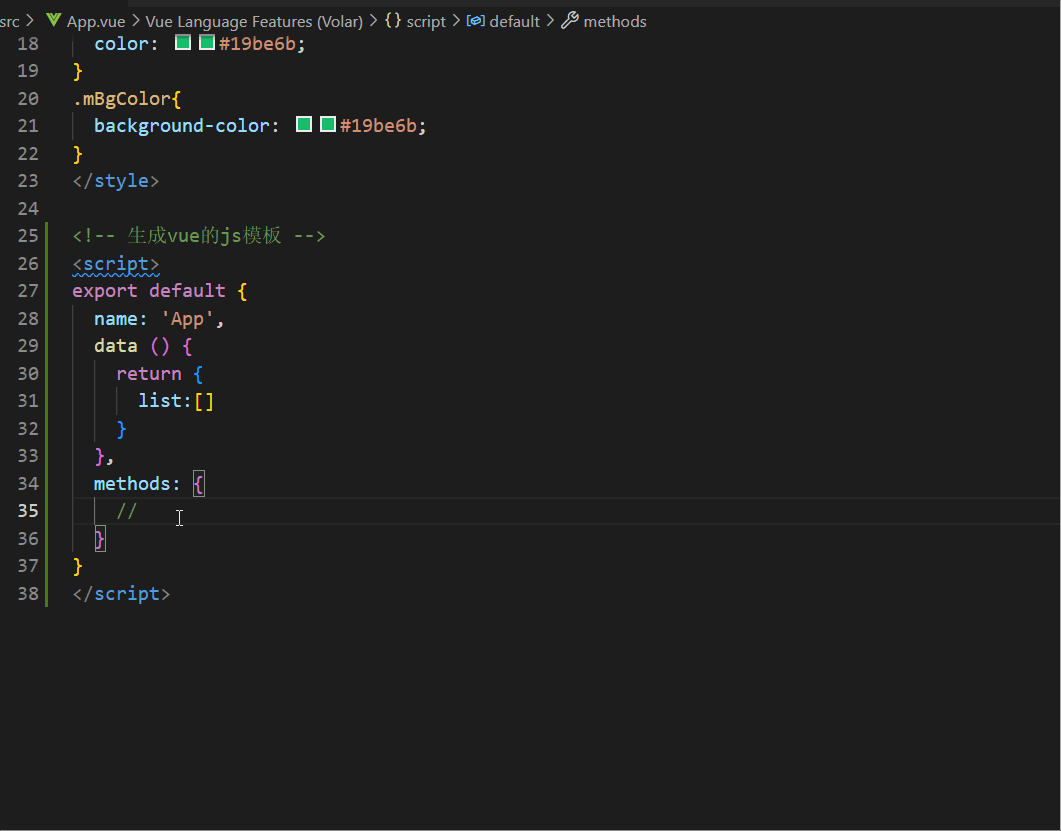 src > App.vue > Vue Language Features (Volar) > {} script > default > methods
18 color: #19be6b;
19 }
20 .mBgColor{
21 background-color: #19be6b;
22 }
23 </style>
24
25 <!-- 生成vue的js模板 -->
26 <script>
27 export default {
28 name: 'App',
29 data () {
30 return {
31 list:[]
32 }
33 },
34 methods: {
35 //
36 }
37 }
38 </script>